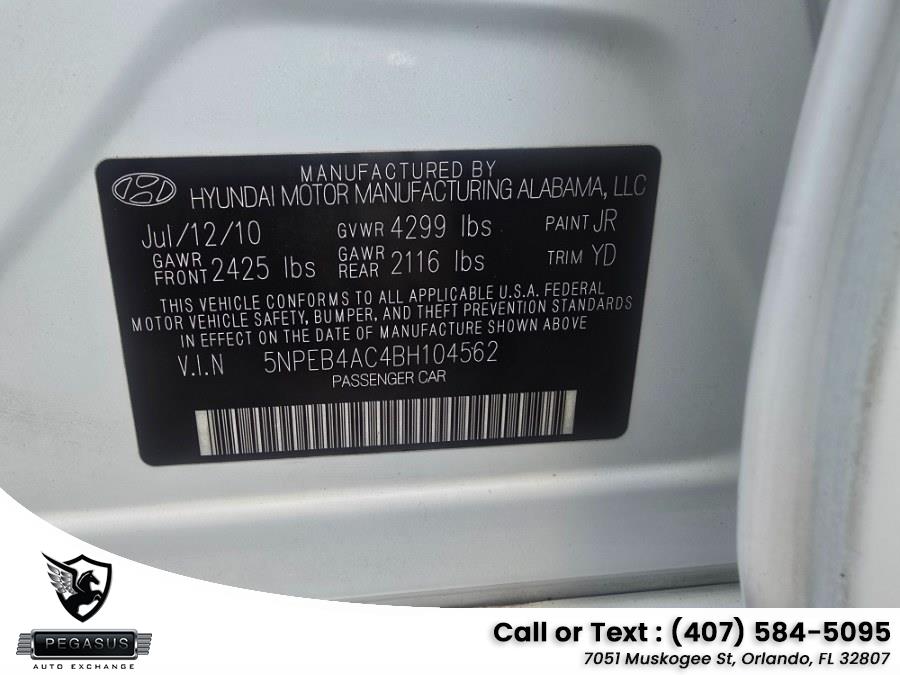 MANUFACTURED BY
HYUNDAI MOTOR MANUFACTURING ALABAMA, LLC
Jul/12/10 GVWR 4299 lbs PAINT JR
GAWR FRONT 2425 lbs GAWR REAR 2116 lbs TRIM YD
THIS VEHICLE CONFORMS TO ALL APPLICABLE U.S.A. FEDERAL
MOTOR VEHICLE SAFETY, BUMPER, AND THEFT PREVENTION STANDARDS
IN EFFECT ON THE DATE OF MANUFACTURE SHOWN ABOVE
V.I.N 5NPEB4AC4BH104562
PASSENGER CAR
PEGASUS
AUTO EXCHANGE
Call or Text : (407) 584-5095
7051 Muskogee St, Orlando, FL 32807